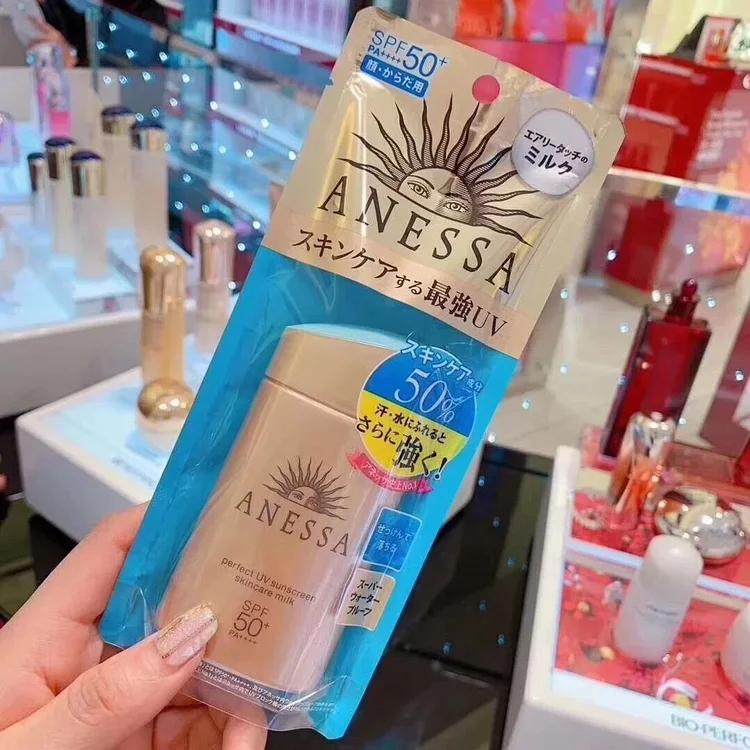 SPF50+
PA++++
顔・からだ用
エアリータッチの
ミルク
ANESSA
スキンケアする最強UV
スキンケア成分
50%
汗・水にふれると
さらに強く!
ANESSA
せっけんで
落ちる
perfect UV sunscreen
skincare milk
スーパー
ウォーター
プルーフ
SPF
50+
PA++++
BIO-PERFO